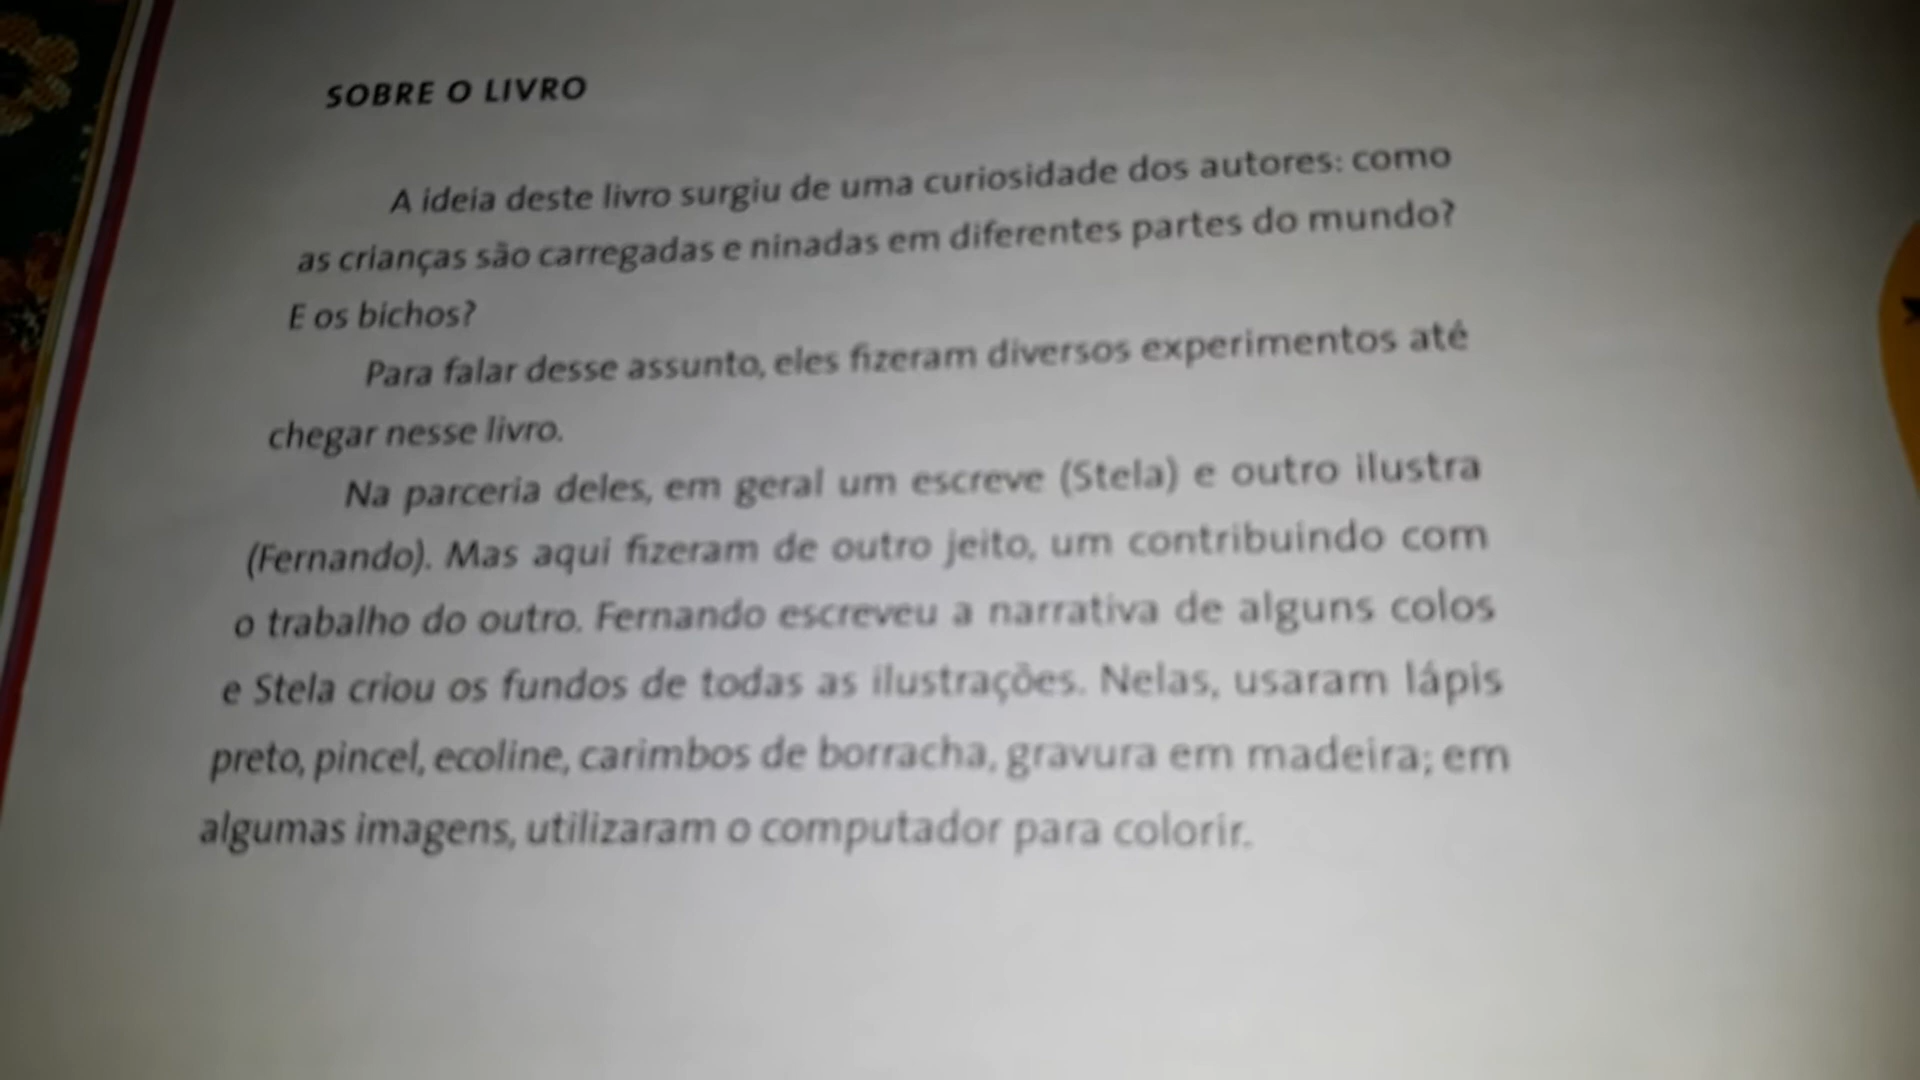 SOBRE O LIVRO
A ideia deste livro surgiu de uma curiosidade dos autores: como
as crianças são carregadas e ninadas em diferentes partes do mundo?
E os bichos?
Para falar desse assunto, eles fizeram diversos experimentos até
chegar nesse livro.
Na parceria deles, em geral um escreve (Stela) e outro ilustra
(Fernando). Mas aqui fizeram de outro jeito, um contribuindo com
o trabalho do outro. Fernando escreveu a narrativa de alguns colos
e Stela criou os fundos de todas as ilustrações. Nelas, usaram lápis
preto, pincel, ecoline, carimbos de borracha, gravura em madeira; em
algumas imagens, utilizaram o computador para colorir.